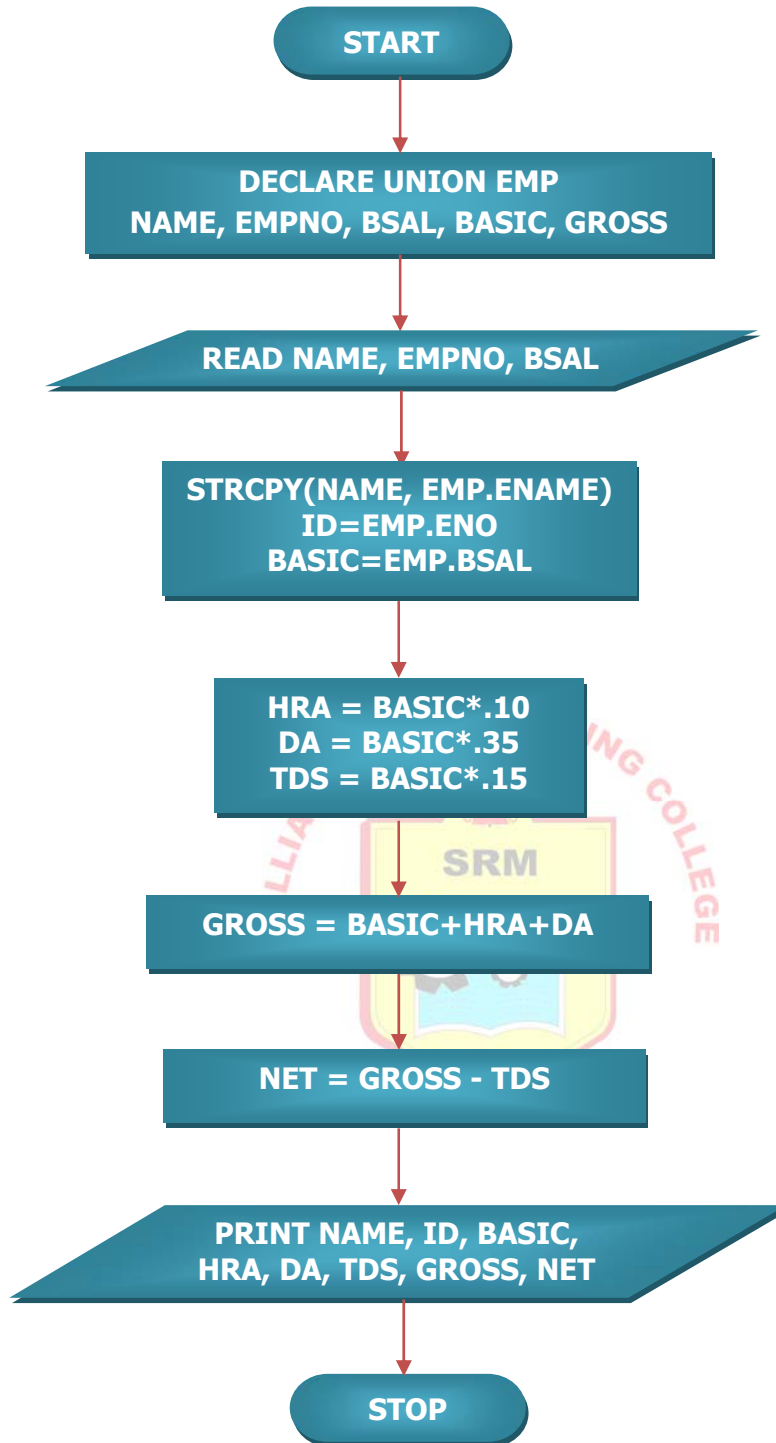 START
DECLARE UNION EMP
NAME, EMPNO, BSAL, BASIC, GROSS
READ NAME, EMPNO, BSAL
STRCPY(NAME, EMP.ENAME)
ID=EMP.ENO
BASIC=EMP.BSAL
HRA = BASIC*.10
DA = BASIC*.35
TDS = BASIC*.15
COLLEGE
SRM
GROSS = BASIC+HRA+DA
NET = GROSS - TDS
PRINT NAME, ID, BASIC,
HRA, DA, TDS, GROSS, NET
STOP